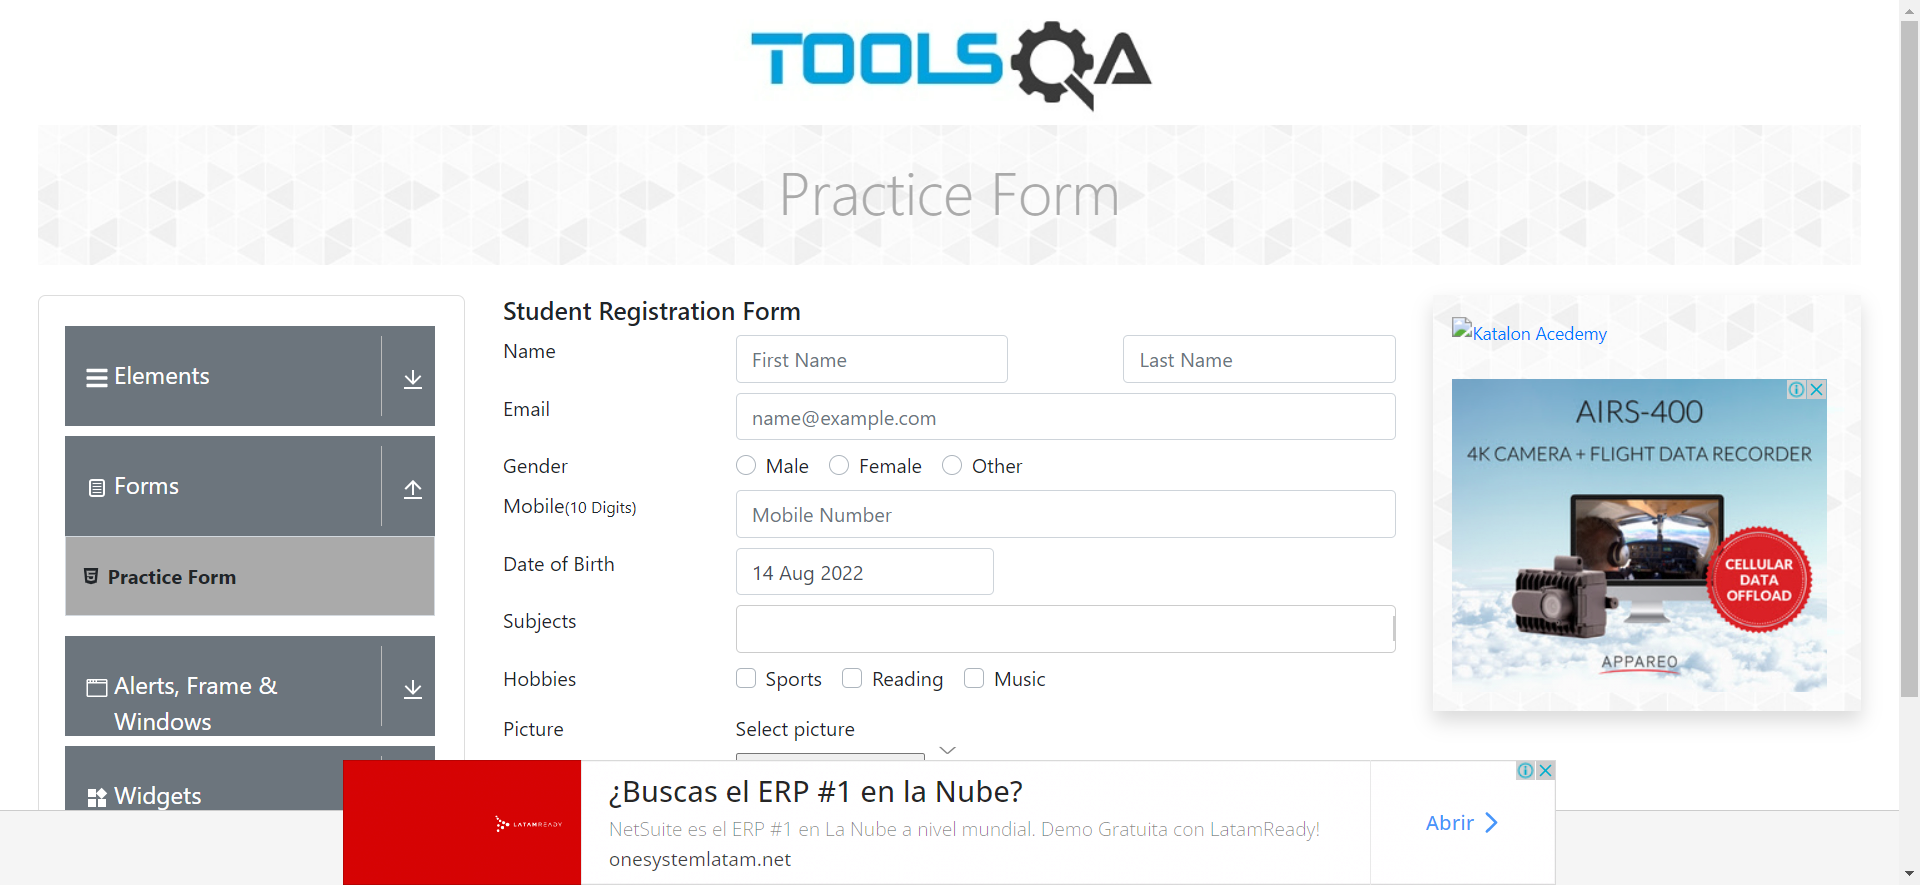 TOOLSQA
Practice Form
Elements
Forms
Practice Form
Alerts, Frame &
Windows
Widgets
Student Registration Form
Name
First Name
Last Name
Email
name@example.com
Gender
Male
Female
Other
Mobile(10 Digits)
Mobile Number
Date of Birth
14 Aug 2022
Subjects
Hobbies
Sports
Reading
Music
Picture
Select picture
Katalon Acedemy
AIRS-400
4K CAMERA + FLIGHT DATA RECORDER
CELLULAR
DATA
OFFLOAD
APPAREO
LATAMREADY
¿Buscas el ERP #1 en la Nube?
NetSuite es el ERP #1 en La Nube a nivel mundial. Demo Gratuita con LatamReady!
onesystemlatam.net
Abrir